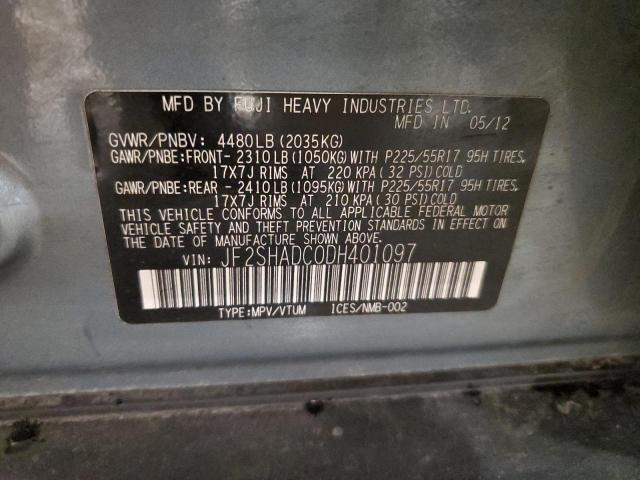 MFD BY FUJI HEAVY INDUSTRIES LTD.
MFD IN 05/12
GVWR/PNBV: 4480LB (2035KG)
GAWR/PNBE:FRONT- 2310 LB (1050KG) WITH P225/55R17 95H TIRES,
17X7J RIMS AT 220 KPA (32 PSI) COLD
GAWR/PNBE:REAR - 2410 LB (1095KG) WITH P225/55R17 95H TIRES,
17X7J RIMS AT 210 KPA (30 PSI) COLD
THIS VEHICLE CONFORMS TO ALL APPLICABLE FEDERAL MOTOR
VEHICLE SAFETY AND THEFT PREVENTION STANDARDS
IN EFFECT ON THE DATE OF MANUFACTURE SHOWN ABOVE.
VIN: JF2SHADC0DH401097
TYPE:MPV/VTUM ICES/NMB-002